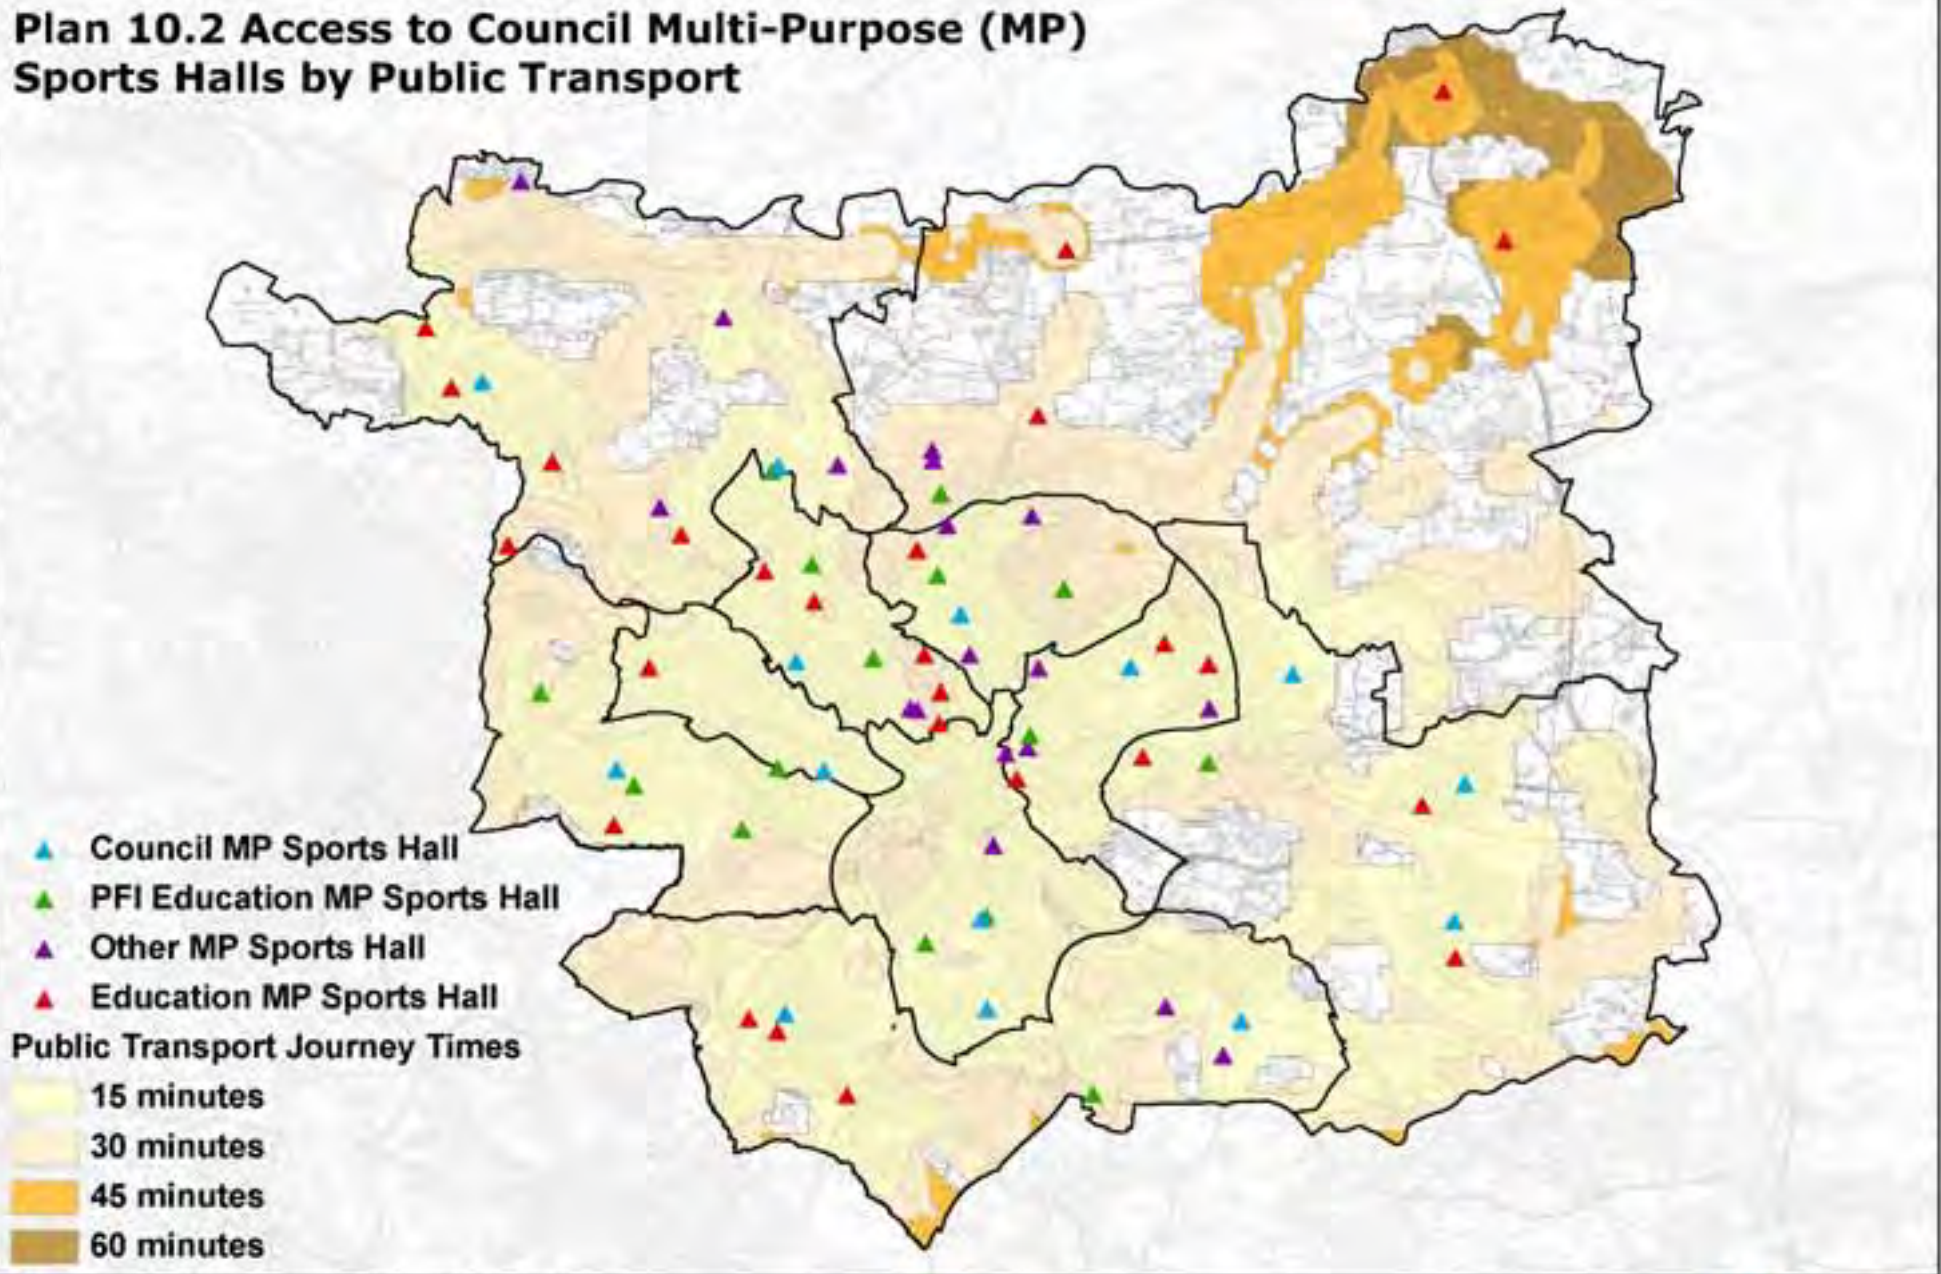 Plan 10.2 Access to Council Multi-Purpose (MP)
Sports Halls by Public Transport
Council MP Sports Hall
PFI Education MP Sports Hall
Other MP Sports Hall
Education MP Sports Hall
Public Transport Journey Times
15 minutes
30 minutes
45 minutes
60 minutes